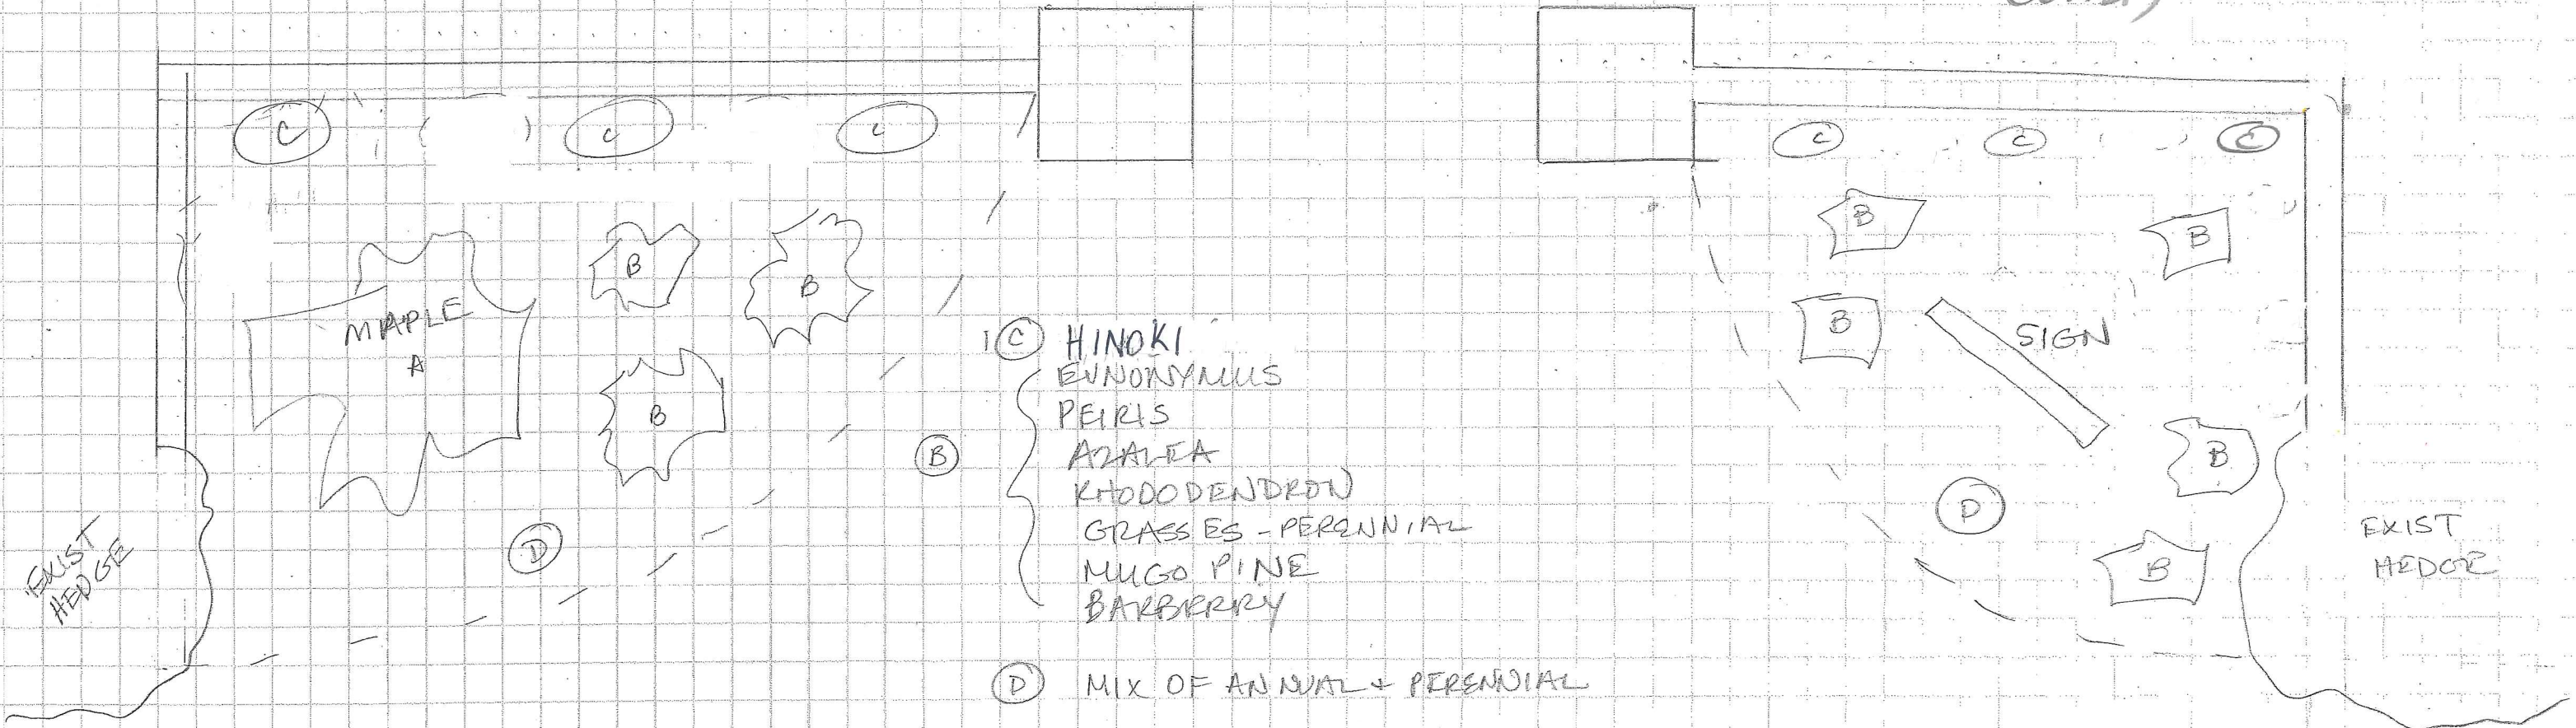 C C C
C C C
B B
B B
MAPLE
A
B
B
SIGN
C HINOKI
EUNONYMUS
PEIRIS
B AZALEA
RHODODENDRON
GRASSES - PERENNIAL
MUGO PINE
BARBERRY
B
B
D
D
EXIST
HEDGE
EXIST
HEDGE
D MIX OF ANNUAL + PERENNIAL